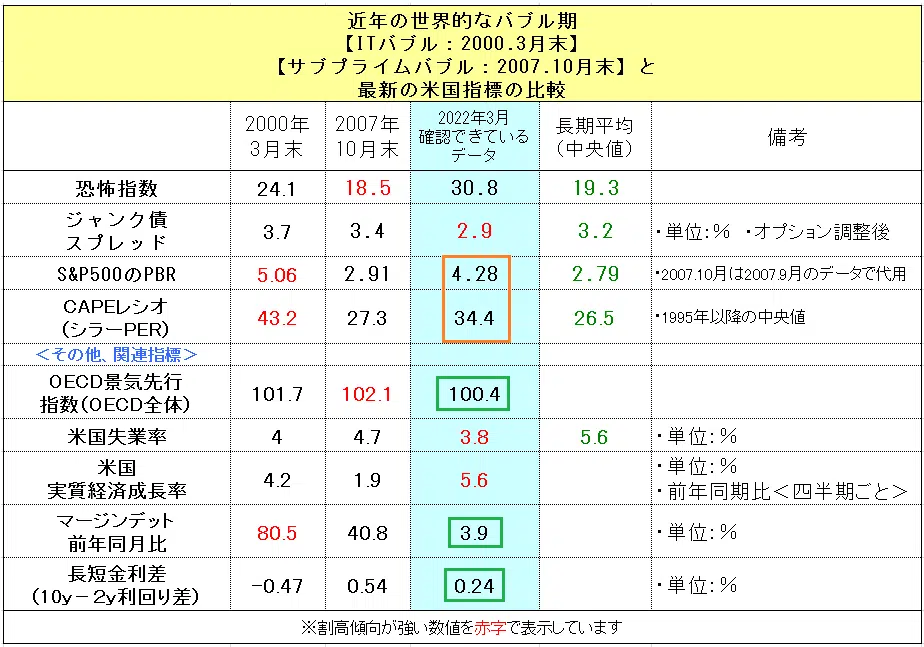 近年の世界的なバブル期
【ITバブル：2000.3月末】
【サブプライムバブル：2007.10月末】と
最新の米国指標の比較
2000年
3月末
2007年
10月末
2022年3月
確認できている
データ
長期平均
（中央値）
備考
恐怖指数 24.1 18.5 30.8 19.3
ジャンク債
スプレッド 3.7 3.4 2.9 3.2 ・単位：％ ・オプション調整後
S&P500のPBR 5.06 2.91 4.28 2.79 ・2007.10月は2007.9月のデータで代用
CAPEレシオ
（シラーPER） 43.2 27.3 34.4 26.5 ・1995年以降の中央値
＜その他、関連指標＞
OECD景気先行
指数（OECD全体） 101.7 102.1 100.4
米国失業率 4 4.7 3.8 5.6 ・単位：％
米国
実質経済成長率 4.2 1.9 5.6 ・単位：％
・前年同期比＜四半期ごと＞
マージンデット
前年同月比 80.5 40.8 3.9 ・単位：％
長短金利差
（10y－2y利回り差） -0.47 0.54 0.24 ・単位：％
※割高傾向が強い数値を赤字で表示しています